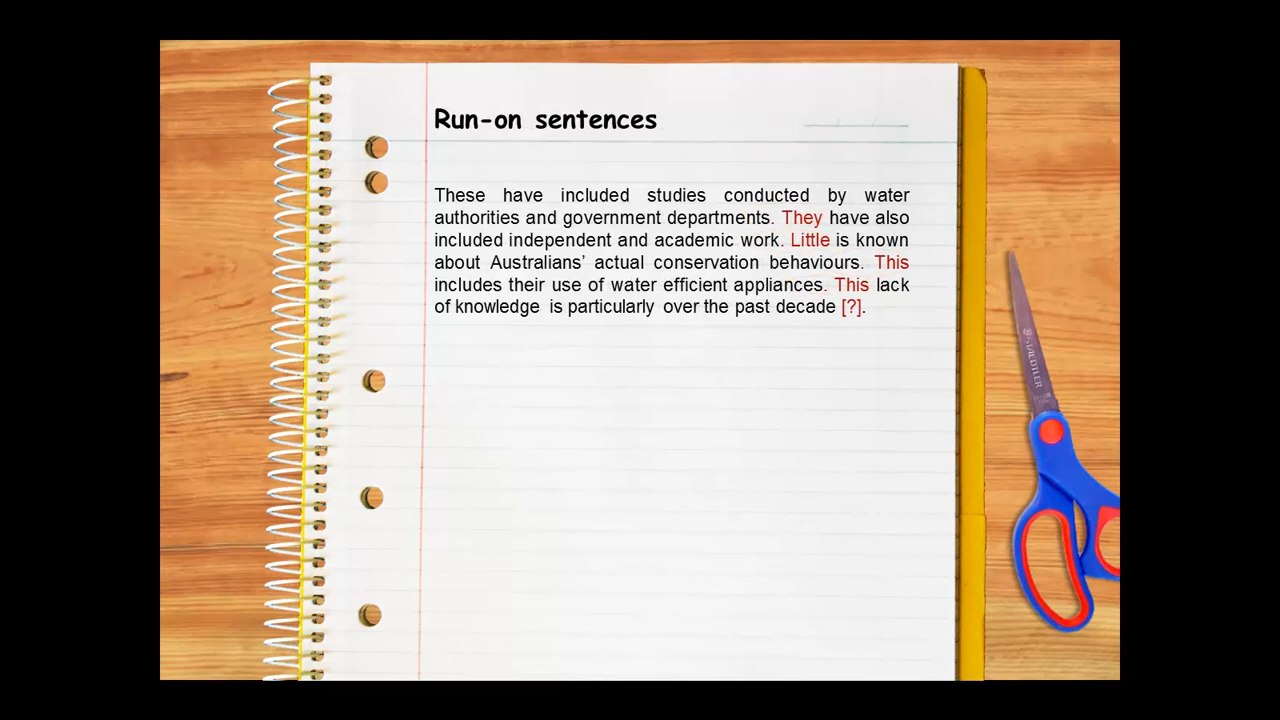 Run-on sentences
These have included studies conducted by water
authorities and government departments. They have also
included independent and academic work. Little is known
about Australians’ actual conservation behaviours. This
includes their use of water efficient appliances. This lack
of knowledge is particularly over the past decade [?].
STAEDTLER